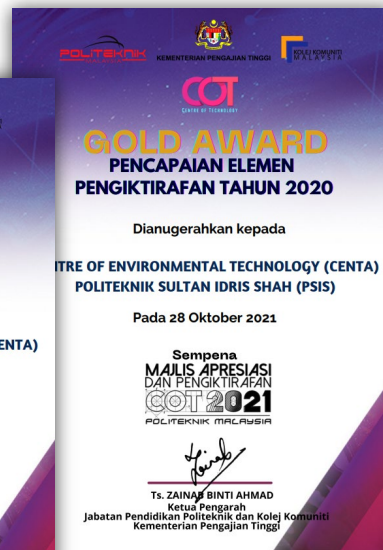 POLITEKNIK
KEMENTERIAN PENGAJIAN TINGGI
KOLEJ KOMUNITI
MALAYSIA
COT
CENTRE OF TECHNOLOGY
GOLD AWARD
PENCAPAIAN ELEMEN
PENGIKTIRAFAN TAHUN 2020
Dianugerahkan kepada
NTRE OF ENVIRONMENTAL TECHNOLOGY (CENTA)
POLITEKNIK SULTAN IDRIS SHAH (PSIS)
Pada 28 Oktober 2021
Sempena
MAJLIS APRESIASI
DAN PENGIKTIRAFAN
COT 2021
POLITEKNIK MALAYSIA
Zainab
Ts. ZAINAB BINTI AHMAD
Ketua Pengarah
Jabatan Pendidikan Politeknik dan Kolej Komuniti
Kementerian Pengajian Tinggi
ENTA)